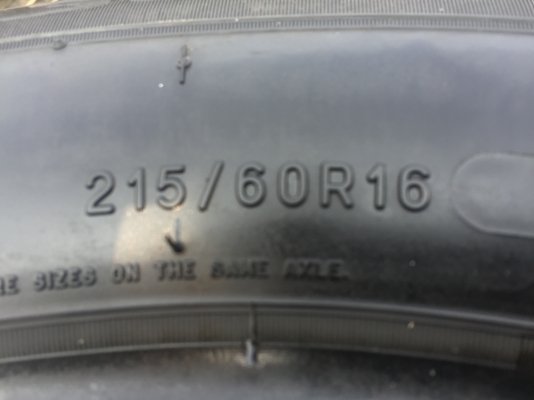 215/60R16
SIZES ON THE SAME AXLE.